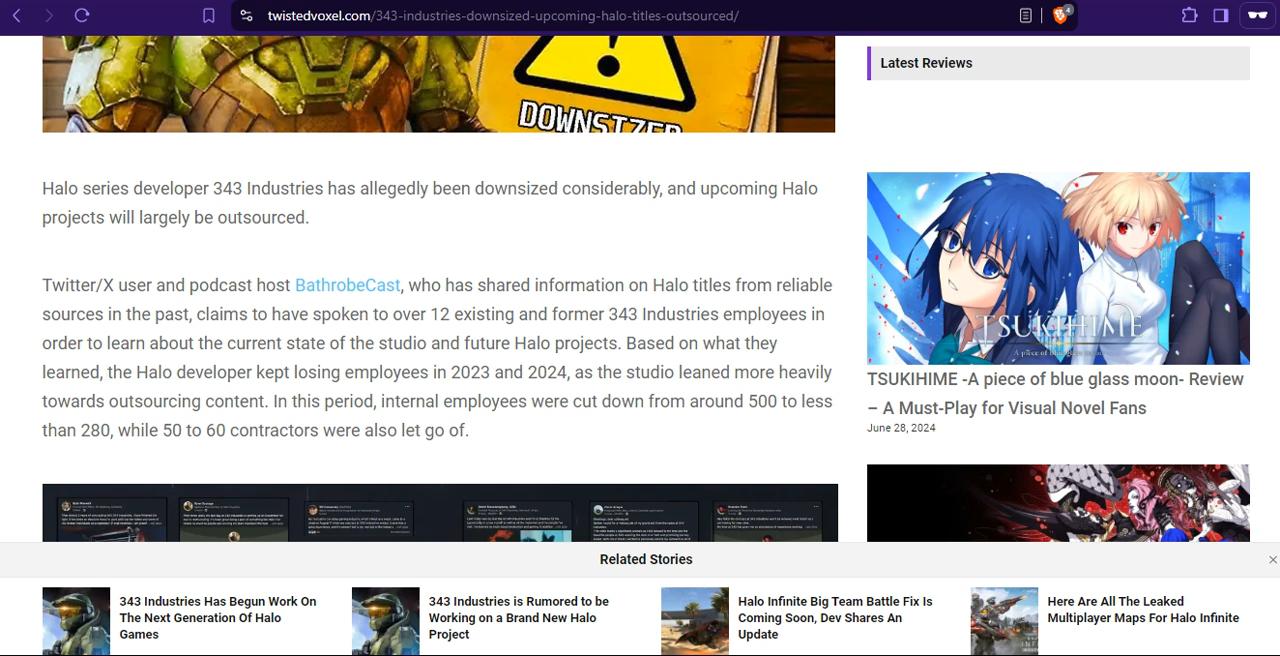 twistedvoxel.com/343-industries-downsized-upcoming-halo-titles-outsourced/
4
DOWNSIZED
Halo series developer 343 Industries has allegedly been downsized considerably, and upcoming Halo
projects will largely be outsourced.
Twitter/X user and podcast host BathrobeCast, who has shared information on Halo titles from reliable
sources in the past, claims to have spoken to over 12 existing and former 343 Industries employees in
order to learn about the current state of the studio and future Halo projects. Based on what they
learned, the Halo developer kept losing employees in 2023 and 2024, as the studio leaned more heavily
towards outsourcing content. In this period, internal employees were cut down from around 500 to less
than 280, while 50 to 60 contractors were also let go of.
Latest Reviews
TSUKIHIME
A piece of blue glass moon
TSUKIHIME -A piece of blue glass moon- Review
– A Must-Play for Visual Novel Fans
June 28, 2024
Related Stories
343 Industries Has Begun Work On
The Next Generation Of Halo
Games
343 Industries is Rumored to be
Working on a Brand New Halo
Project
Halo Infinite Big Team Battle Fix Is
Coming Soon, Dev Shares An
Update
Here Are All The Leaked
Multiplayer Maps For Halo Infinite